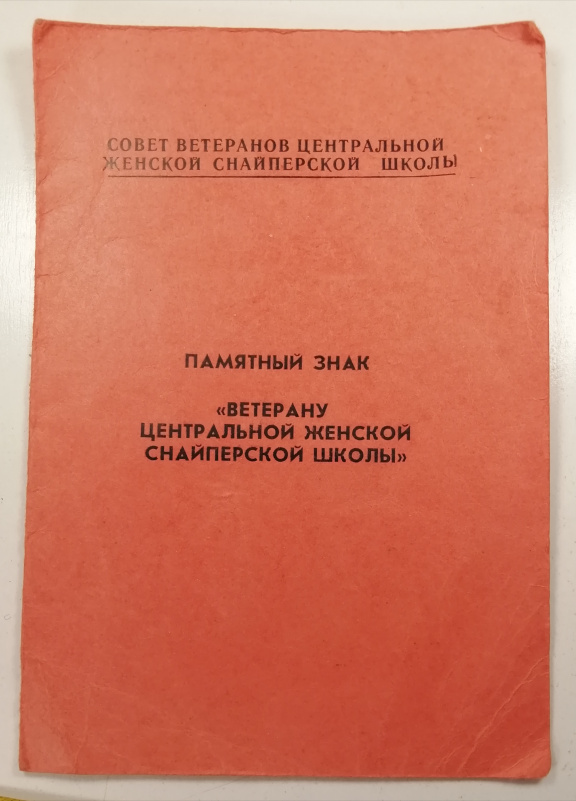 СОВЕТ ВЕТЕРАНОВ ЦЕНТРАЛЬНОЙ
ЖЕНСКОЙ СНАЙПЕРСКОЙ ШКОЛЫ
ПАМЯТНЫЙ ЗНАК
«ВЕТЕРАНУ
ЦЕНТРАЛЬНОЙ ЖЕНСКОЙ
СНАЙПЕРСКОЙ ШКОЛЫ»